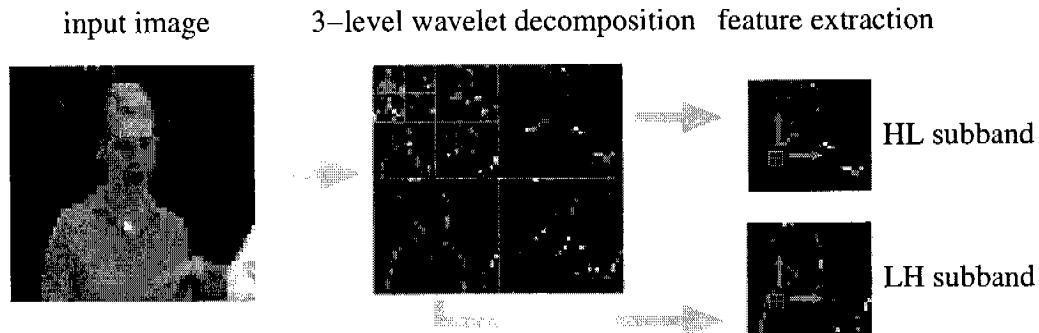 input image
3–level wavelet decomposition
feature extraction
HL subband
LH subband